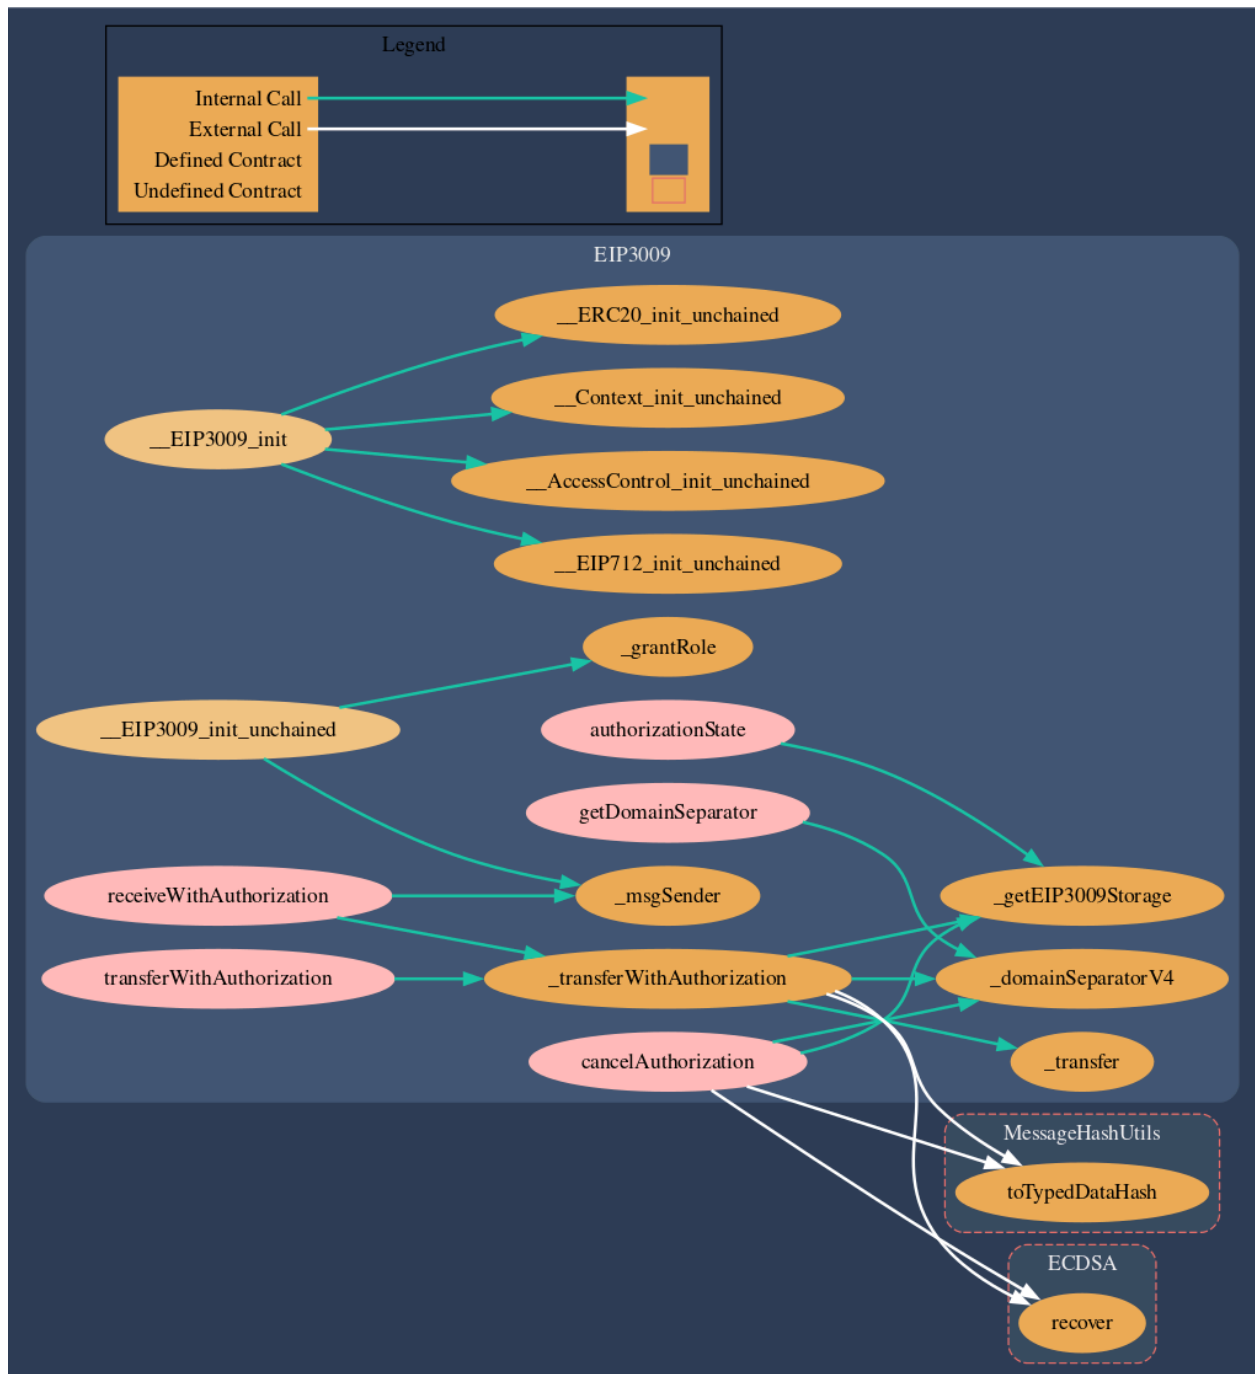 Legend
Internal Call
External Call
Defined Contract
Undefined Contract
EIP3009
__ERC20_init_unchained
__Context_init_unchained
__EIP3009_init
__AccessControl_init_unchained
__EIP712_init_unchained
_grantRole
__EIP3009_init_unchained
authorizationState
getDomainSeparator
receiveWithAuthorization
_msgSender
_getEIP3009Storage
transferWithAuthorization
_transferWithAuthorization
_domainSeparatorV4
cancelAuthorization
_transfer
MessageHashUtils
toTypedDataHash
ECDSA
recover